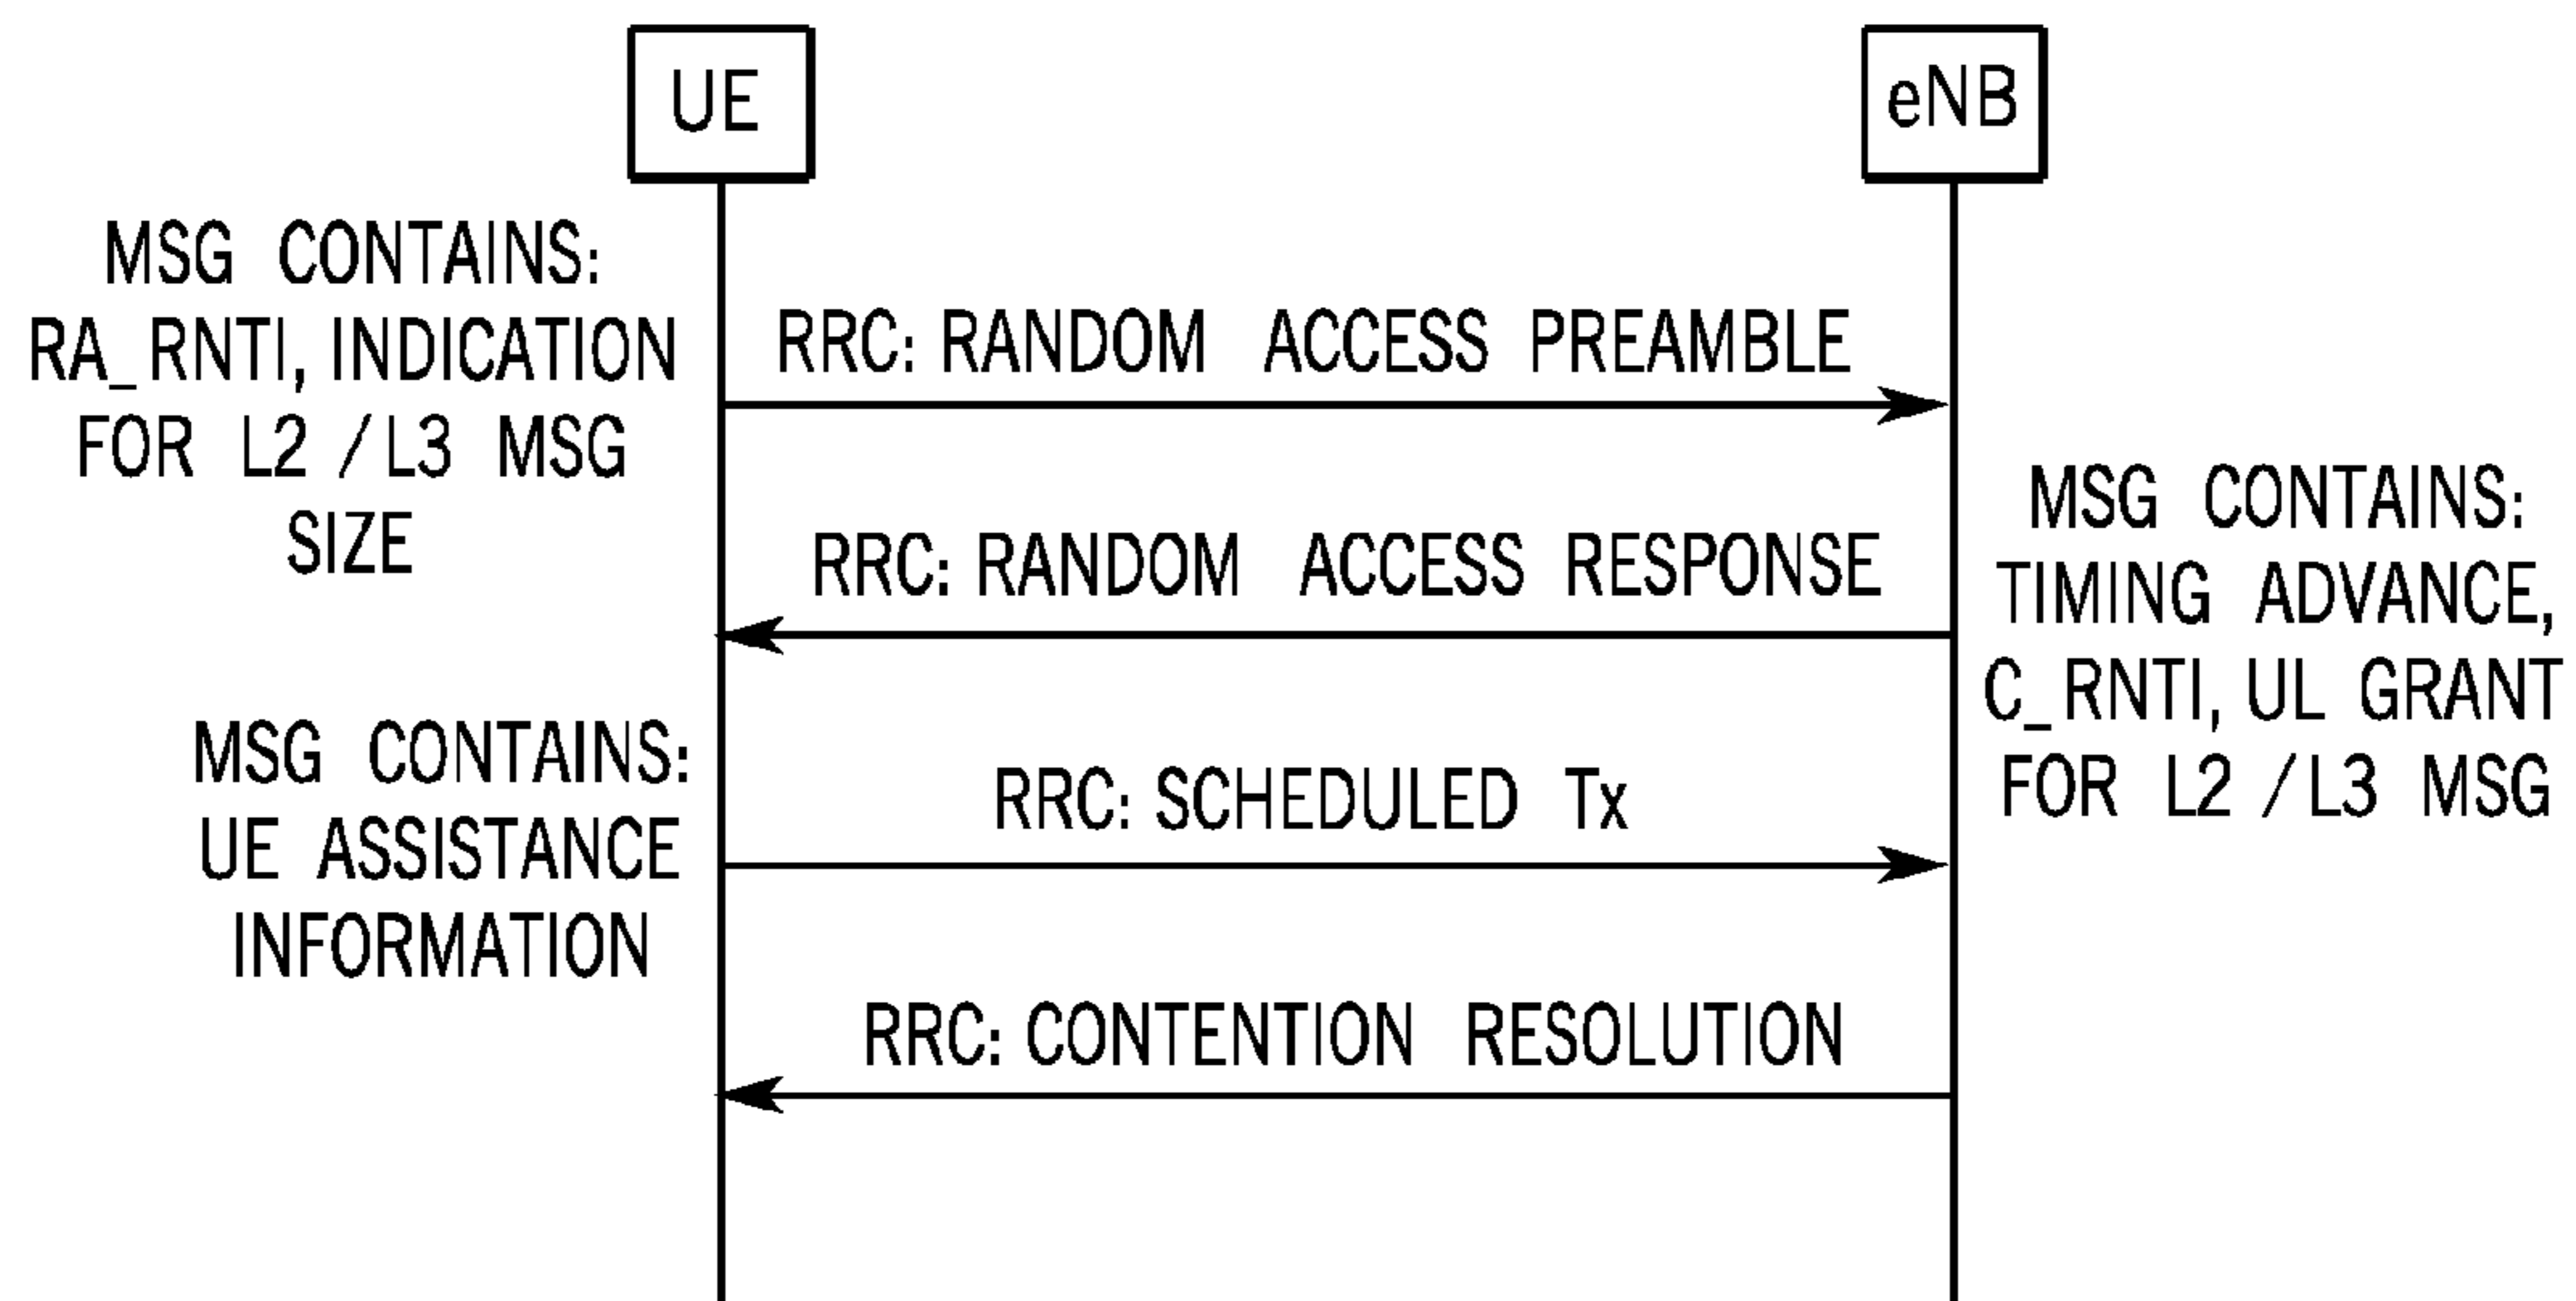 UE
eNB
MSG CONTAINS:
RA_RNTI, INDICATION
FOR L2 / L3 MSG
SIZE
RRC: RANDOM ACCESS PREAMBLE
RRC: RANDOM ACCESS RESPONSE
MSG CONTAINS:
TIMING ADVANCE,
C_RNTI, UL GRANT
FOR L2 / L3 MSG
MSG CONTAINS:
UE ASSISTANCE
INFORMATION
RRC: SCHEDULED Tx
RRC: CONTENTION RESOLUTION